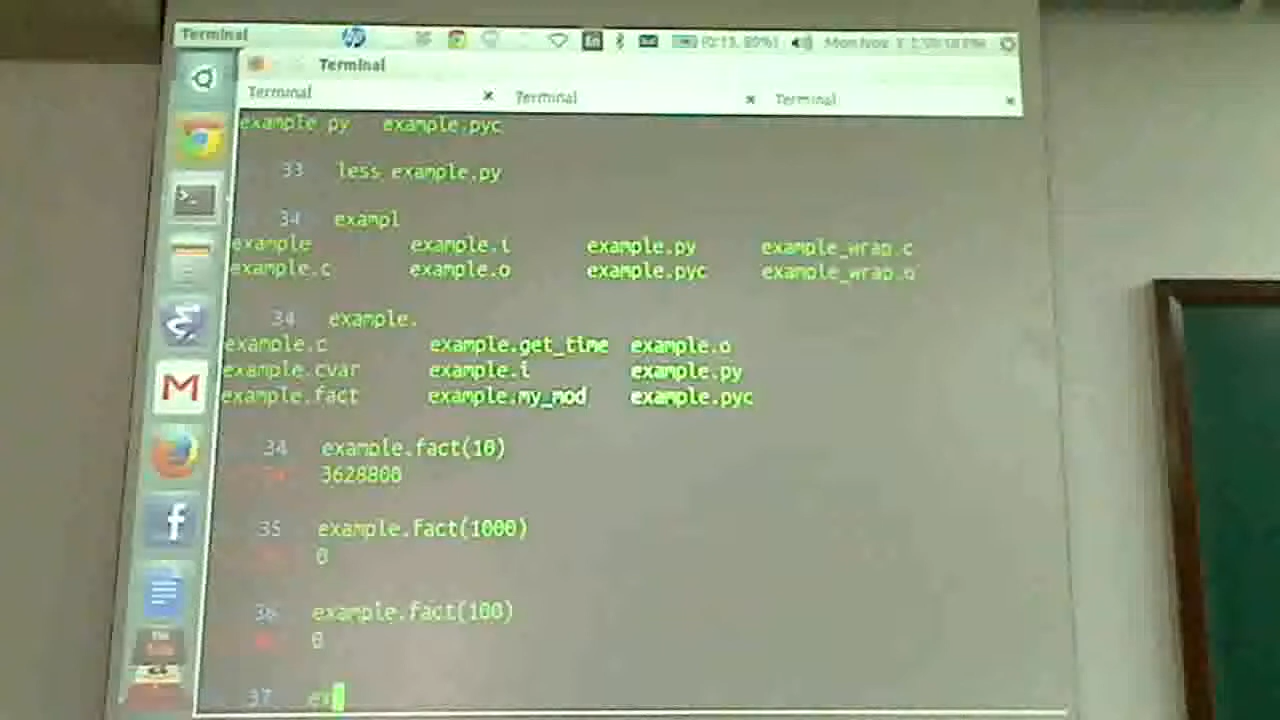 Terminal
Terminal
Terminal Terminal Terminal
example.py example.pyc
33 less example.py
34 exampl
example example.i example.py example_wrap.c
example.c example.o example.pyc example_wrap.o
34 example.
example.c example.get_time example.o
example.cvar example.i example.py
example.fact example.my_mod example.pyc
34 example.fact(10)
3628800
35 example.fact(1000)
0
36 example.fact(100)
0
37 ex